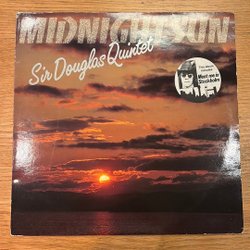 MIDNIGHT SUN
Sir Douglas Quintet
Meet me in
Stockholm